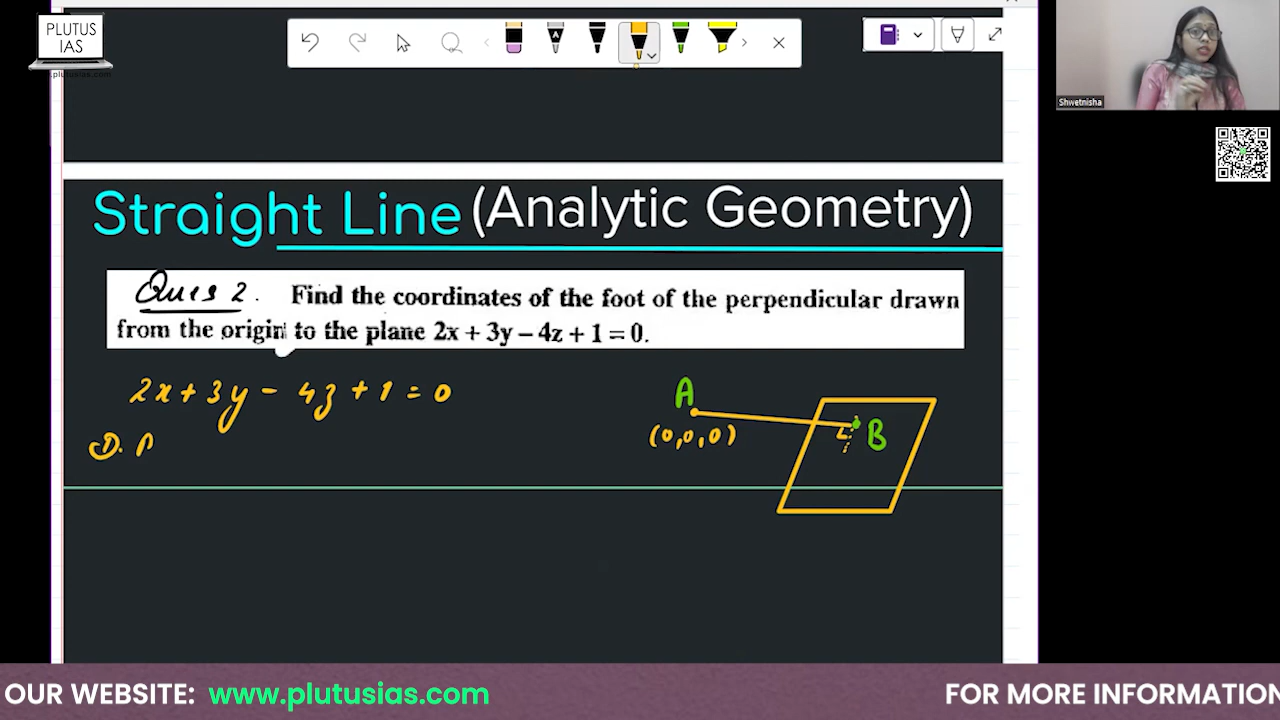 PLUTUS
IAS
.plutusias.com
A
Shwetnisha
Straight Line (Analytic Geometry)
Ques 2. Find the coordinates of the foot of the perpendicular drawn
from the origin to the plane 2x + 3y – 4z + 1 = 0.
2x + 3y - 4z + 1 = 0
A
(0,0,0)
B
D.
OUR WEBSITE: www.plutusias.com
FOR MORE INFORMATION